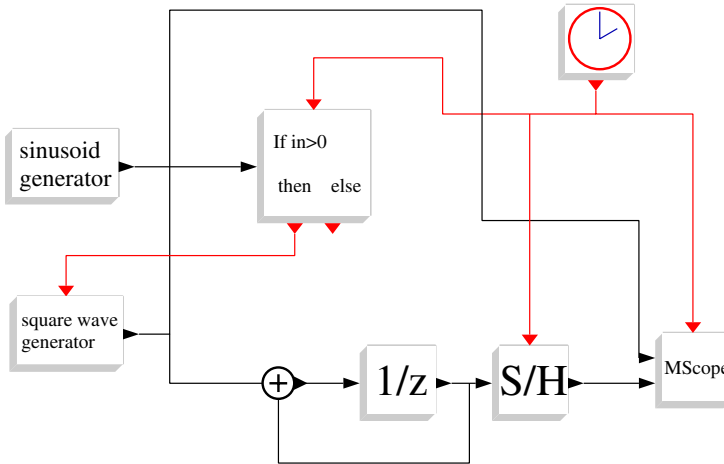 sinusoid
generator
If in>0
then else
square wave
generator
+
1/z
S/H
MScope